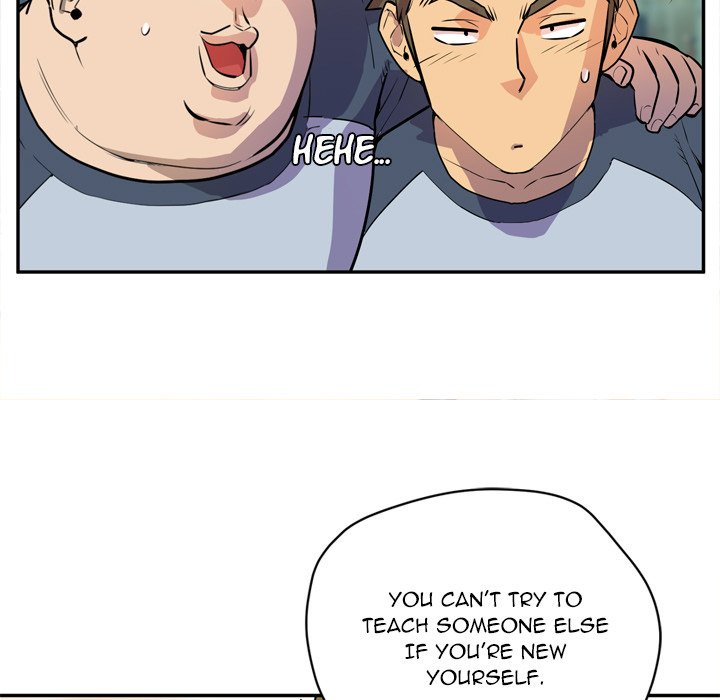 HEHE...
YOU CAN'T TRY TO
TEACH SOMEONE ELSE
IF YOU'RE NEW
YOURSELF.